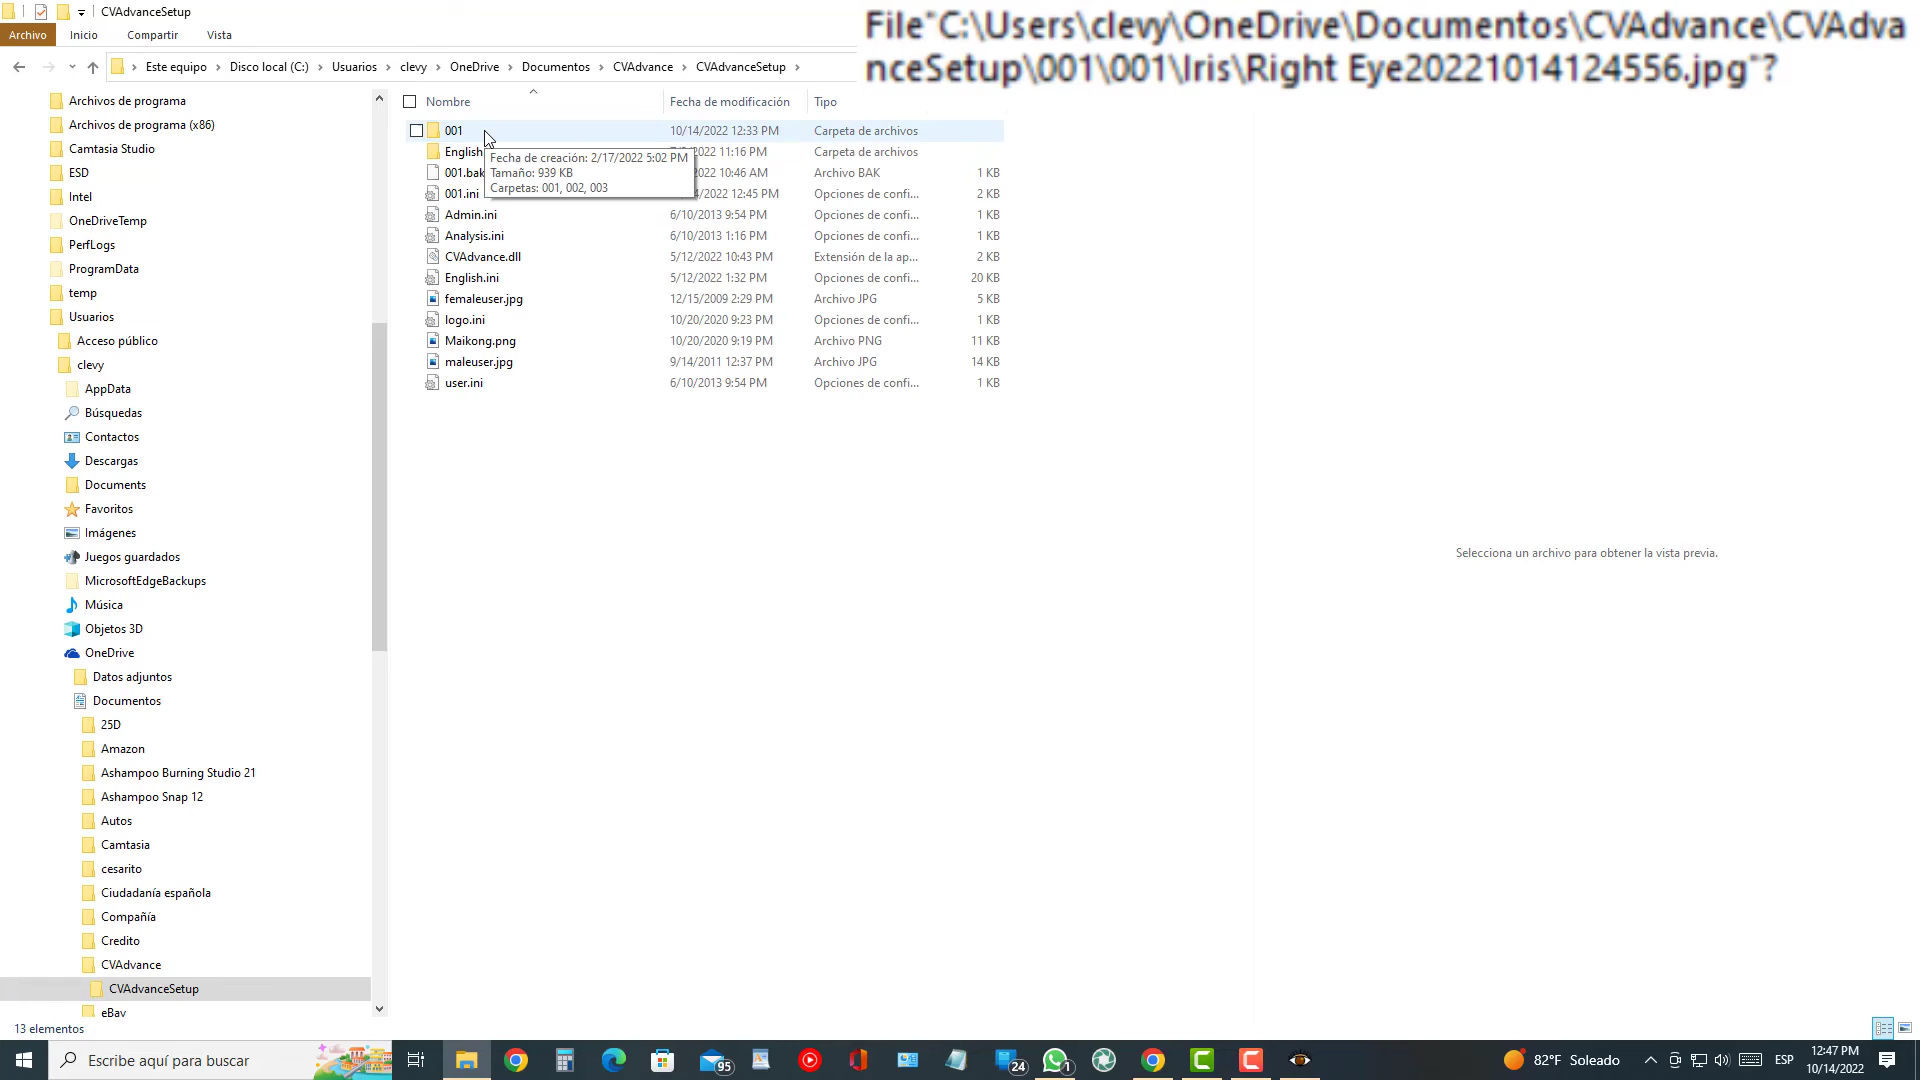 CVAdvanceSetup
File"C:\Users\clevy\OneDrive\Documentos\CVAdvance\CVAdva
nceSetup\001\001\Iris\Right Eye20221014124556.jpg"?
Archivo Inicio Compartir Vista
Este equipo Disco local (C:) Usuarios clevy OneDrive Documentos CVAdvance CVAdvanceSetup
Nombre Fecha de modificación Tipo
001 10/14/2022 12:33 PM Carpeta de archivos
English 2022 11:16 PM Carpeta de archivos
001.bak 2022 10:46 AM Archivo BAK 1 KB
001.ini 2022 12:45 PM Opciones de confi... 2 KB
Fecha de creación: 2/17/2022 5:02 PM
Tamaño: 939 KB
Carpetas: 001, 002, 003
Admin.ini 6/10/2013 9:54 PM Opciones de confi... 1 KB
Analysis.ini 6/10/2013 1:16 PM Opciones de confi... 1 KB
CVAdvance.dll 5/12/2022 10:43 PM Extensión de la ap... 2 KB
English.ini 5/12/2022 1:32 PM Opciones de confi... 20 KB
femaleuser.jpg 12/15/2009 2:29 PM Archivo JPG 5 KB
logo.ini 10/20/2020 9:23 PM Opciones de confi... 1 KB
Maikong.png 10/20/2020 9:19 PM Archivo PNG 11 KB
maleuser.jpg 9/14/2011 12:37 PM Archivo JPG 14 KB
user.ini 6/10/2013 9:54 PM Opciones de confi... 1 KB
Archivos de programa
Archivos de programa (x86)
Camtasia Studio
ESD
Intel
OneDriveTemp
PerfLogs
ProgramData
temp
Usuarios
Acceso público
clevy
AppData
Búsquedas
Contactos
Descargas
Documents
Favoritos
Imágenes
Juegos guardados
MicrosoftEdgeBackups
Música
Objetos 3D
OneDrive
Datos adjuntos
Documentos
25D
Amazon
Ashampoo Burning Studio 21
Ashampoo Snap 12
Autos
Camtasia
cesarito
Ciudadanía española
Compañía
Credito
CVAdvance
CVAdvanceSetup
eBay
Selecciona un archivo para obtener la vista previa.
13 elementos
Escribe aquí para buscar
95
24
1
82°F Soleado
ESP
12:47 PM
10/14/2022